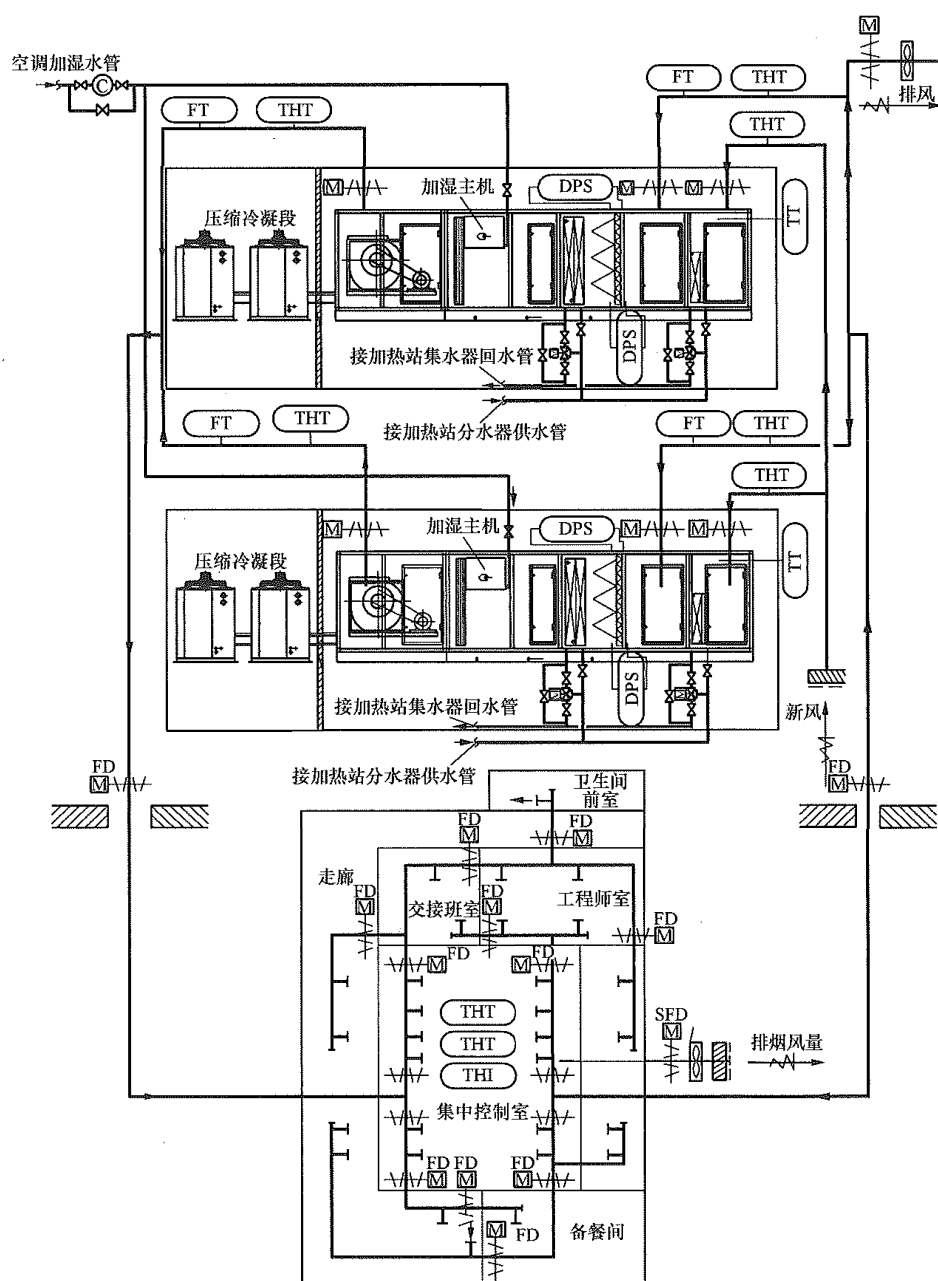 M
空调加湿水管
C
FT
THT
排风
FT
THT
THT
M
加湿主机
DPS
M
M
TT
压缩冷凝段
接加热站集水器回水管
DPS
接加热站分水器供水管
FT
THT
FT
THT
THT
M
加湿主机
DPS
M
M
TT
压缩冷凝段
接加热站集水器回水管
DPS
新风
接加热站分水器供水管
FD
M
FD
M
卫生间
前室
FD
M
FD
M
走廊
FD
M
交接班室
FD
M
工程师室
FD
M
M
FD
FD
M
THT
THT
THI
SFD
M
排烟风量
集中控制室
FD
M
FD
M
FD
M
M
FD
备餐间